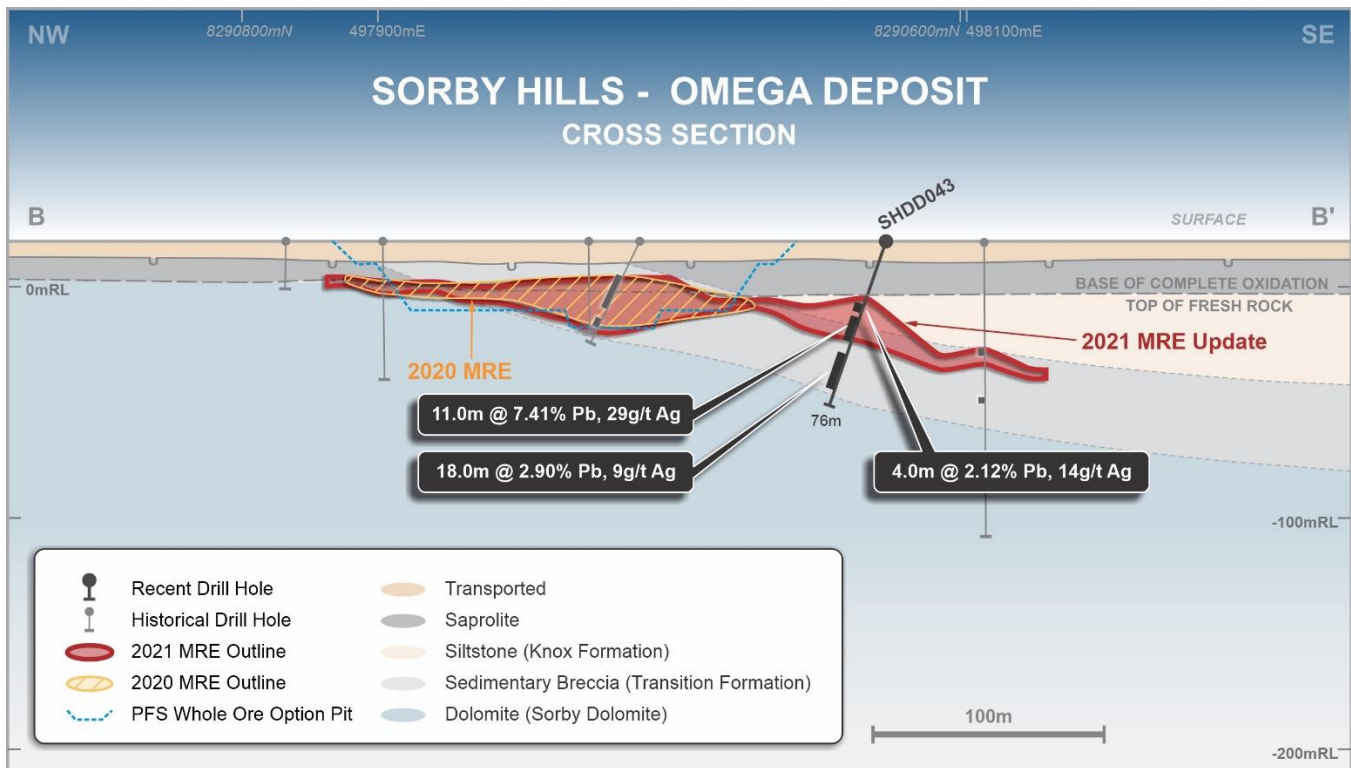 NW
8290800mN
497900mE
8290600mN
498100mE
SE
SORBY HILLS - OMEGA DEPOSIT
CROSS SECTION
SHDD043
B
SURFACE
B'
0mRL
BASE OF COMPLETE OXIDATION
TOP OF FRESH ROCK
2021 MRE Update
2020 MRE
11.0m @ 7.41% Pb, 29g/t Ag
76m
18.0m @ 2.90% Pb, 9g/t Ag
4.0m @ 2.12% Pb, 14g/t Ag
-100mRL
Recent Drill Hole
Historical Drill Hole
2021 MRE Outline
2020 MRE Outline
PFS Whole Ore Option Pit
Transported
Saprolite
Siltstone (Knox Formation)
Sedimentary Breccia (Transition Formation)
Dolomite (Sorby Dolomite)
100m
-200mRL